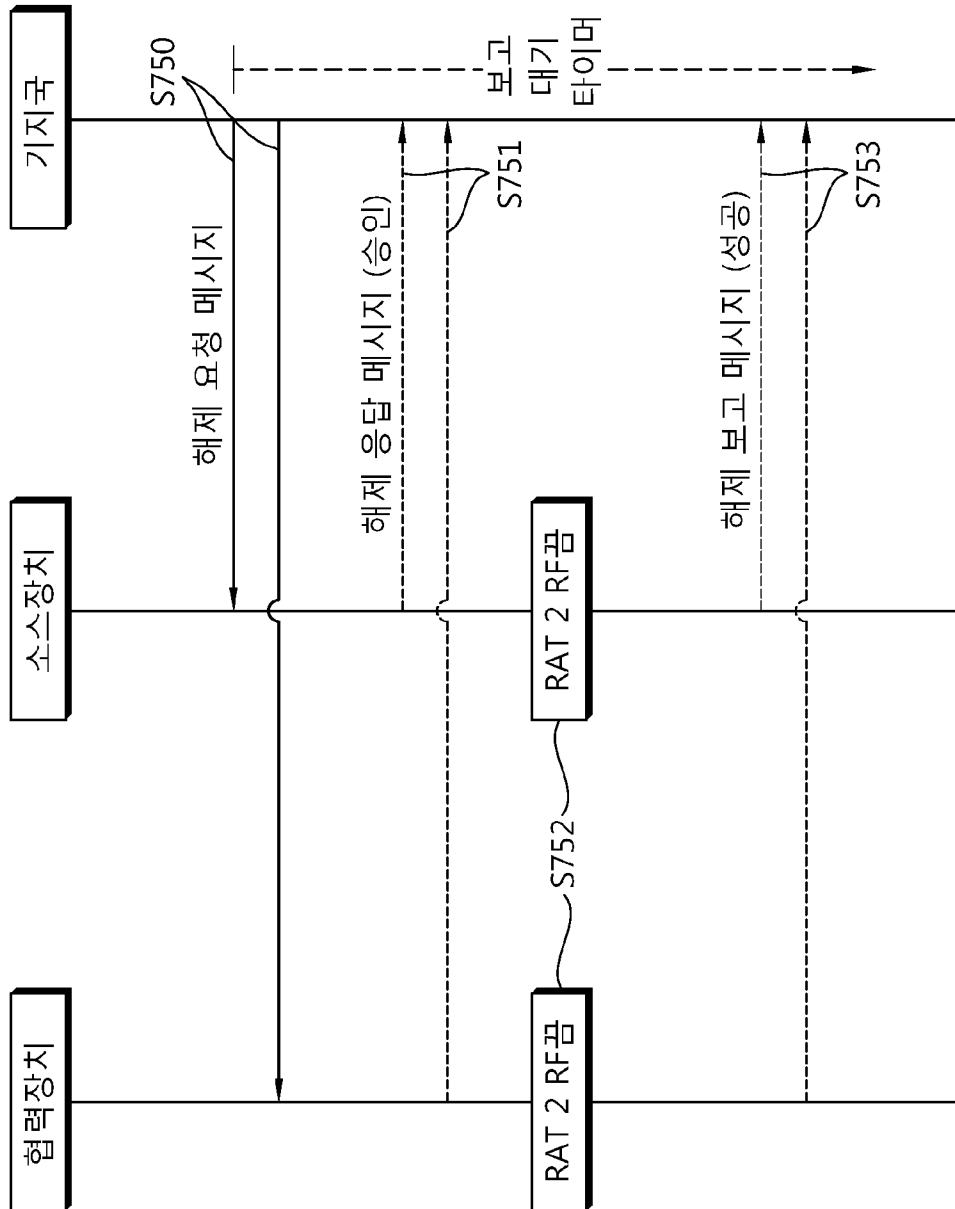 협력장치
소스장치
기지국
S750
해제 요청 메시지
보고
대기
타이머
해제 응답 메시지 (승인)
S751
RAT 2 RF끔
S752
RAT 2 RF끔
해제 보고 메시지 (성공)
S753